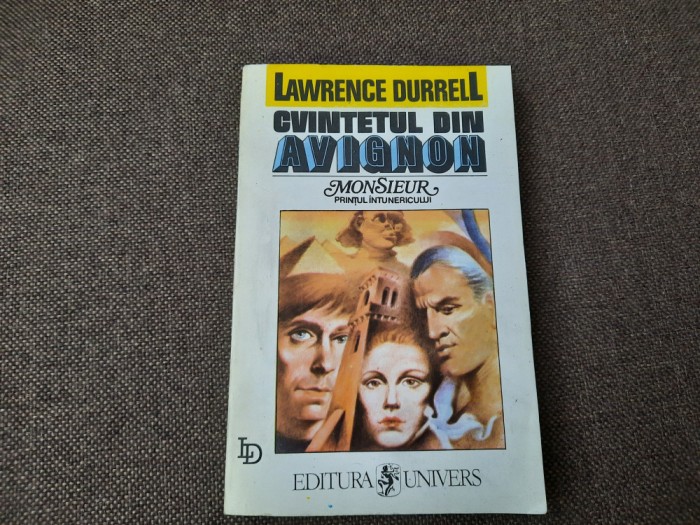 LAWRENCE DURRELL
CVINTETUL DIN
AVIGNON
MONSIEUR
PRINȚUL ÎNTUNERICULUI
LD
EDITURA UNIVERS